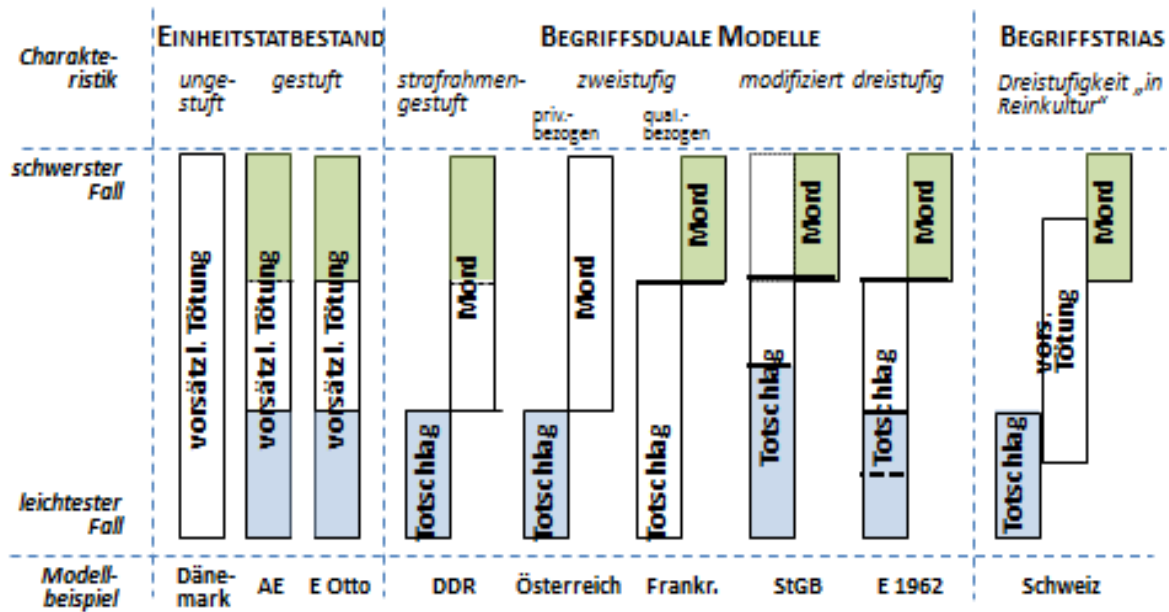 EINHEITSTATBESTAND
BEGRIFFSDUALE MODELLE
BEGRIFFSTRIAS
Charakte-
ristik
unge-
stuft
gestuft
strafrahmen-
gestuft
zweistufig
priv.-
bezogen
qual.-
bezogen
modifiziert dreistufig
Dreistufigkeit „in
Reinkultur“
schwerster
Fall
leichtester
Fall
vorsätzl. Tötung
vorsätzl. Tötung
vorsätzl. Tötung
Totschlag
Mord
Totschlag
Mord
Totschlag
Mord
Totschlag
Mord
Totschlag
Mord
Totschlag
vors.
Tötung
Mord
Modell-
beispiel
Däne-
mark
AE
E Otto
DDR
Österreich
Frankr.
StGB
E 1962
Schweiz